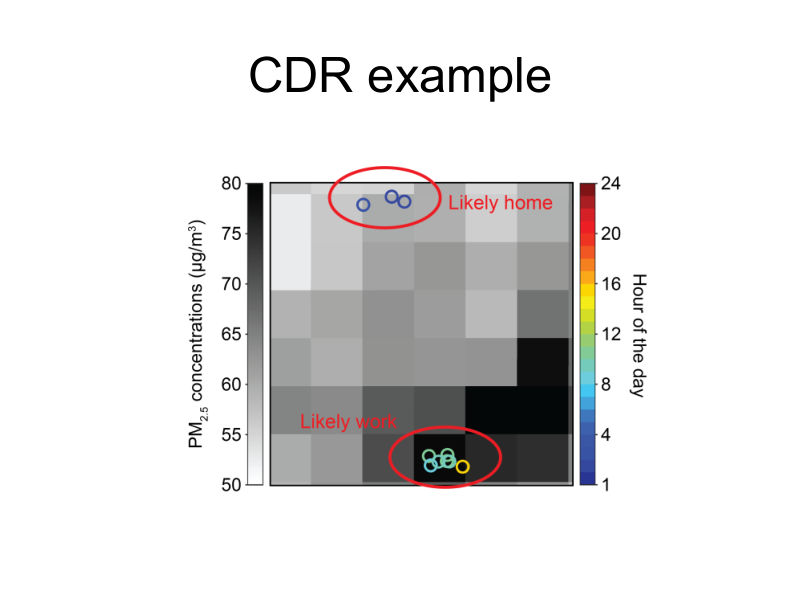 CDR example
80
75
70
65
60
55
50
PM2.5 concentrations (µg/m³)
Likely home
Likely work
24
20
16
12
8
4
1
Hour of the day